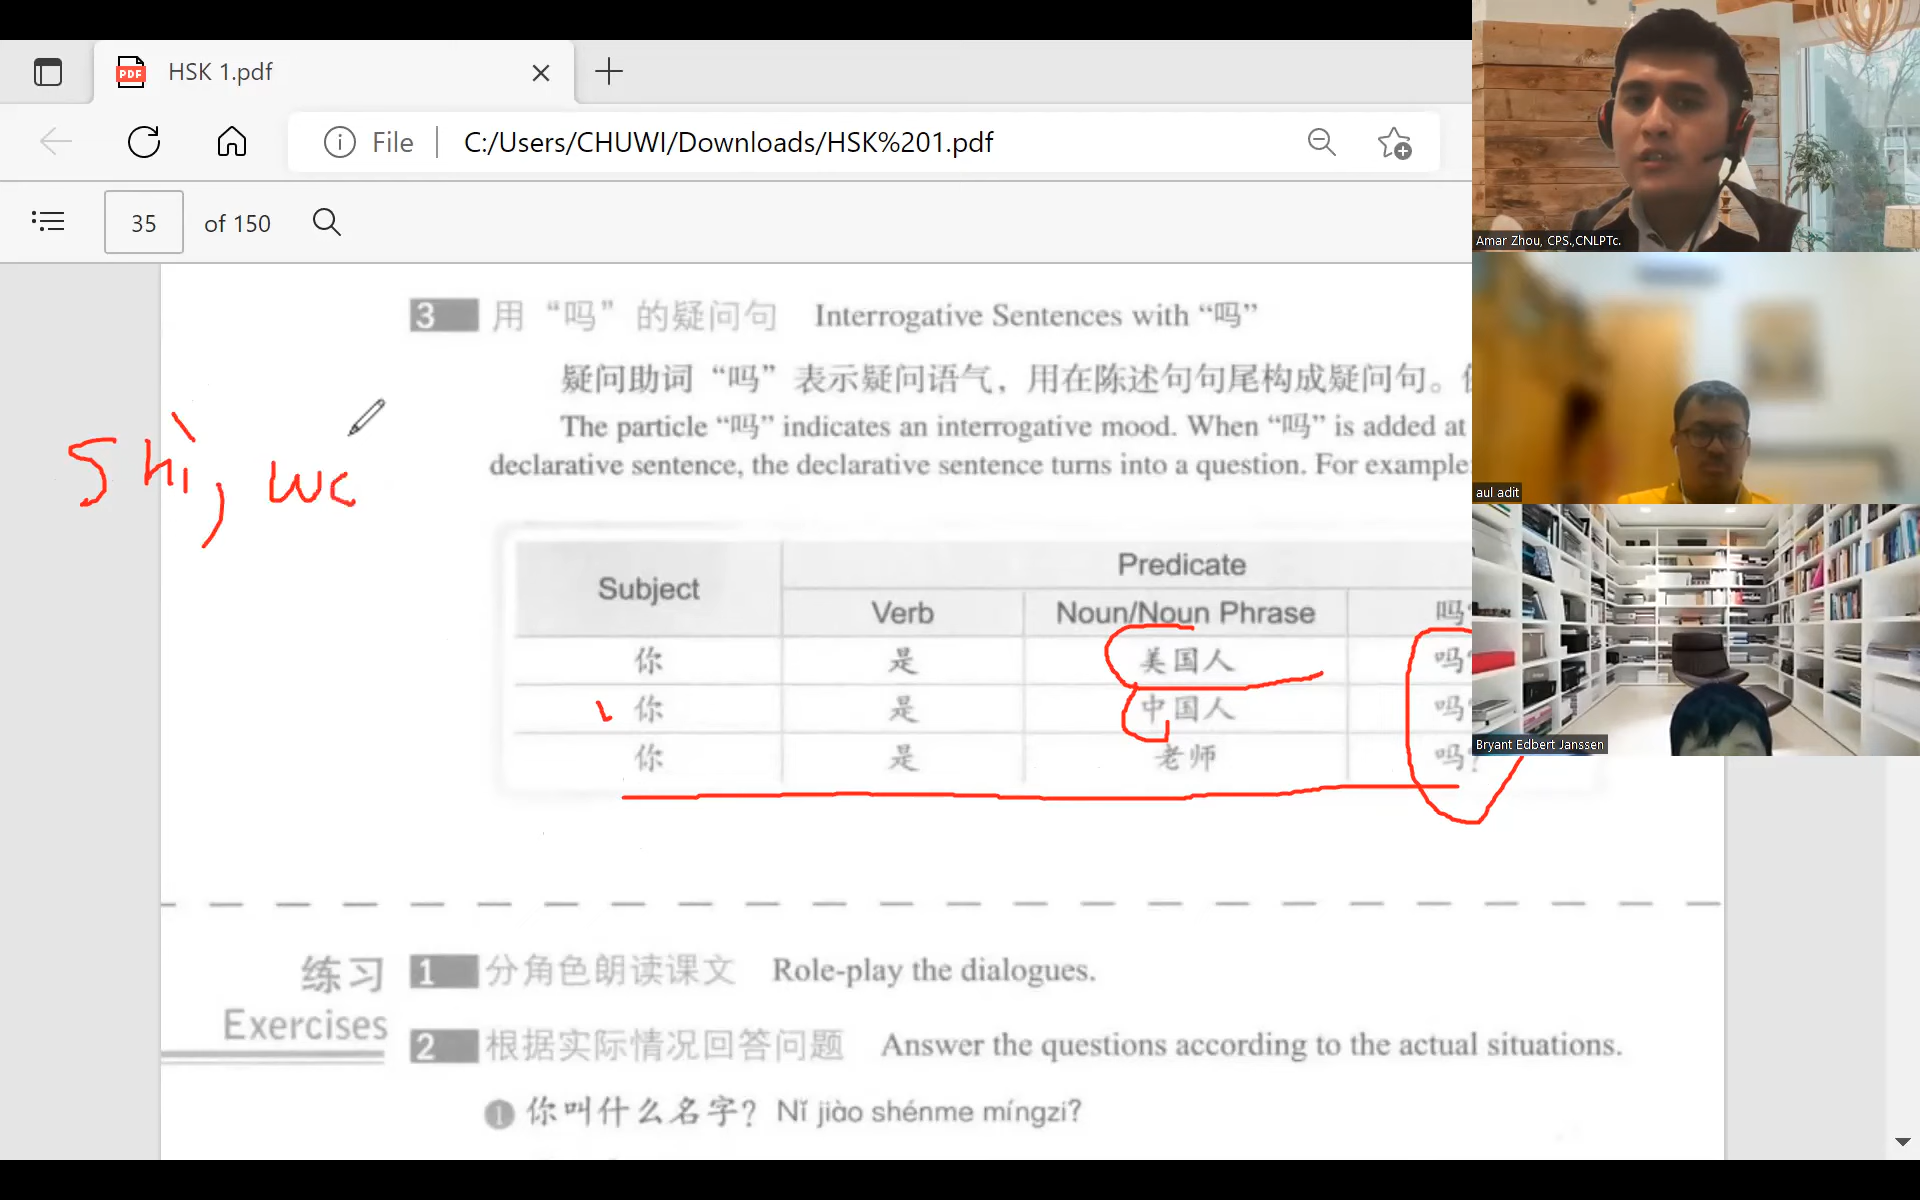 HSK 1.pdf
File C:/Users/CHUWI/Downloads/HSK%201.pdf
35 of 150
3 用“吗”的疑问句 Interrogative Sentences with “吗”
疑问助词“吗”表示疑问语气，用在陈述句句尾构成疑问句。
The particle “吗” indicates an interrogative mood. When “吗” is added at
declarative sentence, the declarative sentence turns into a question. For example
Shì, wo
Subject Predicate
Verb Noun/Noun Phrase 吗
你 是 美国人 吗
你 是 中国人 吗
你 是 老师 吗?
练习 1 分角色朗读课文 Role-play the dialogues.
Exercises
2 根据实际情况回答问题 Answer the questions according to the actual situations.
1 你叫什么名字? Nǐ jiào shénme míngzi?
Amar Zhou, CPS.,CNLPTc.
aul adit
Bryant Edbert Janssen